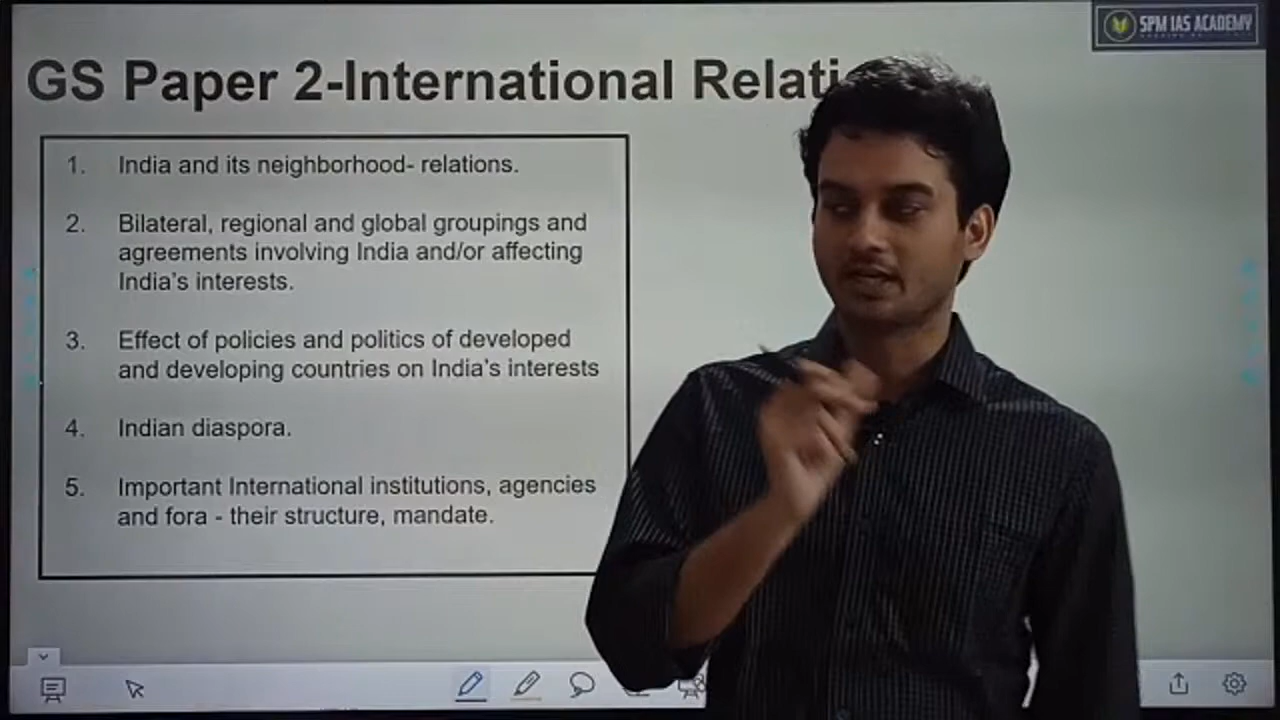 SPM IAS ACADEMY
GS Paper 2-International Relati
1. India and its neighborhood- relations.
2. Bilateral, regional and global groupings and
agreements involving India and/or affecting
India's interests.
3. Effect of policies and politics of developed
and developing countries on India's interests
4. Indian diaspora.
5. Important International institutions, agencies
and fora - their structure, mandate.